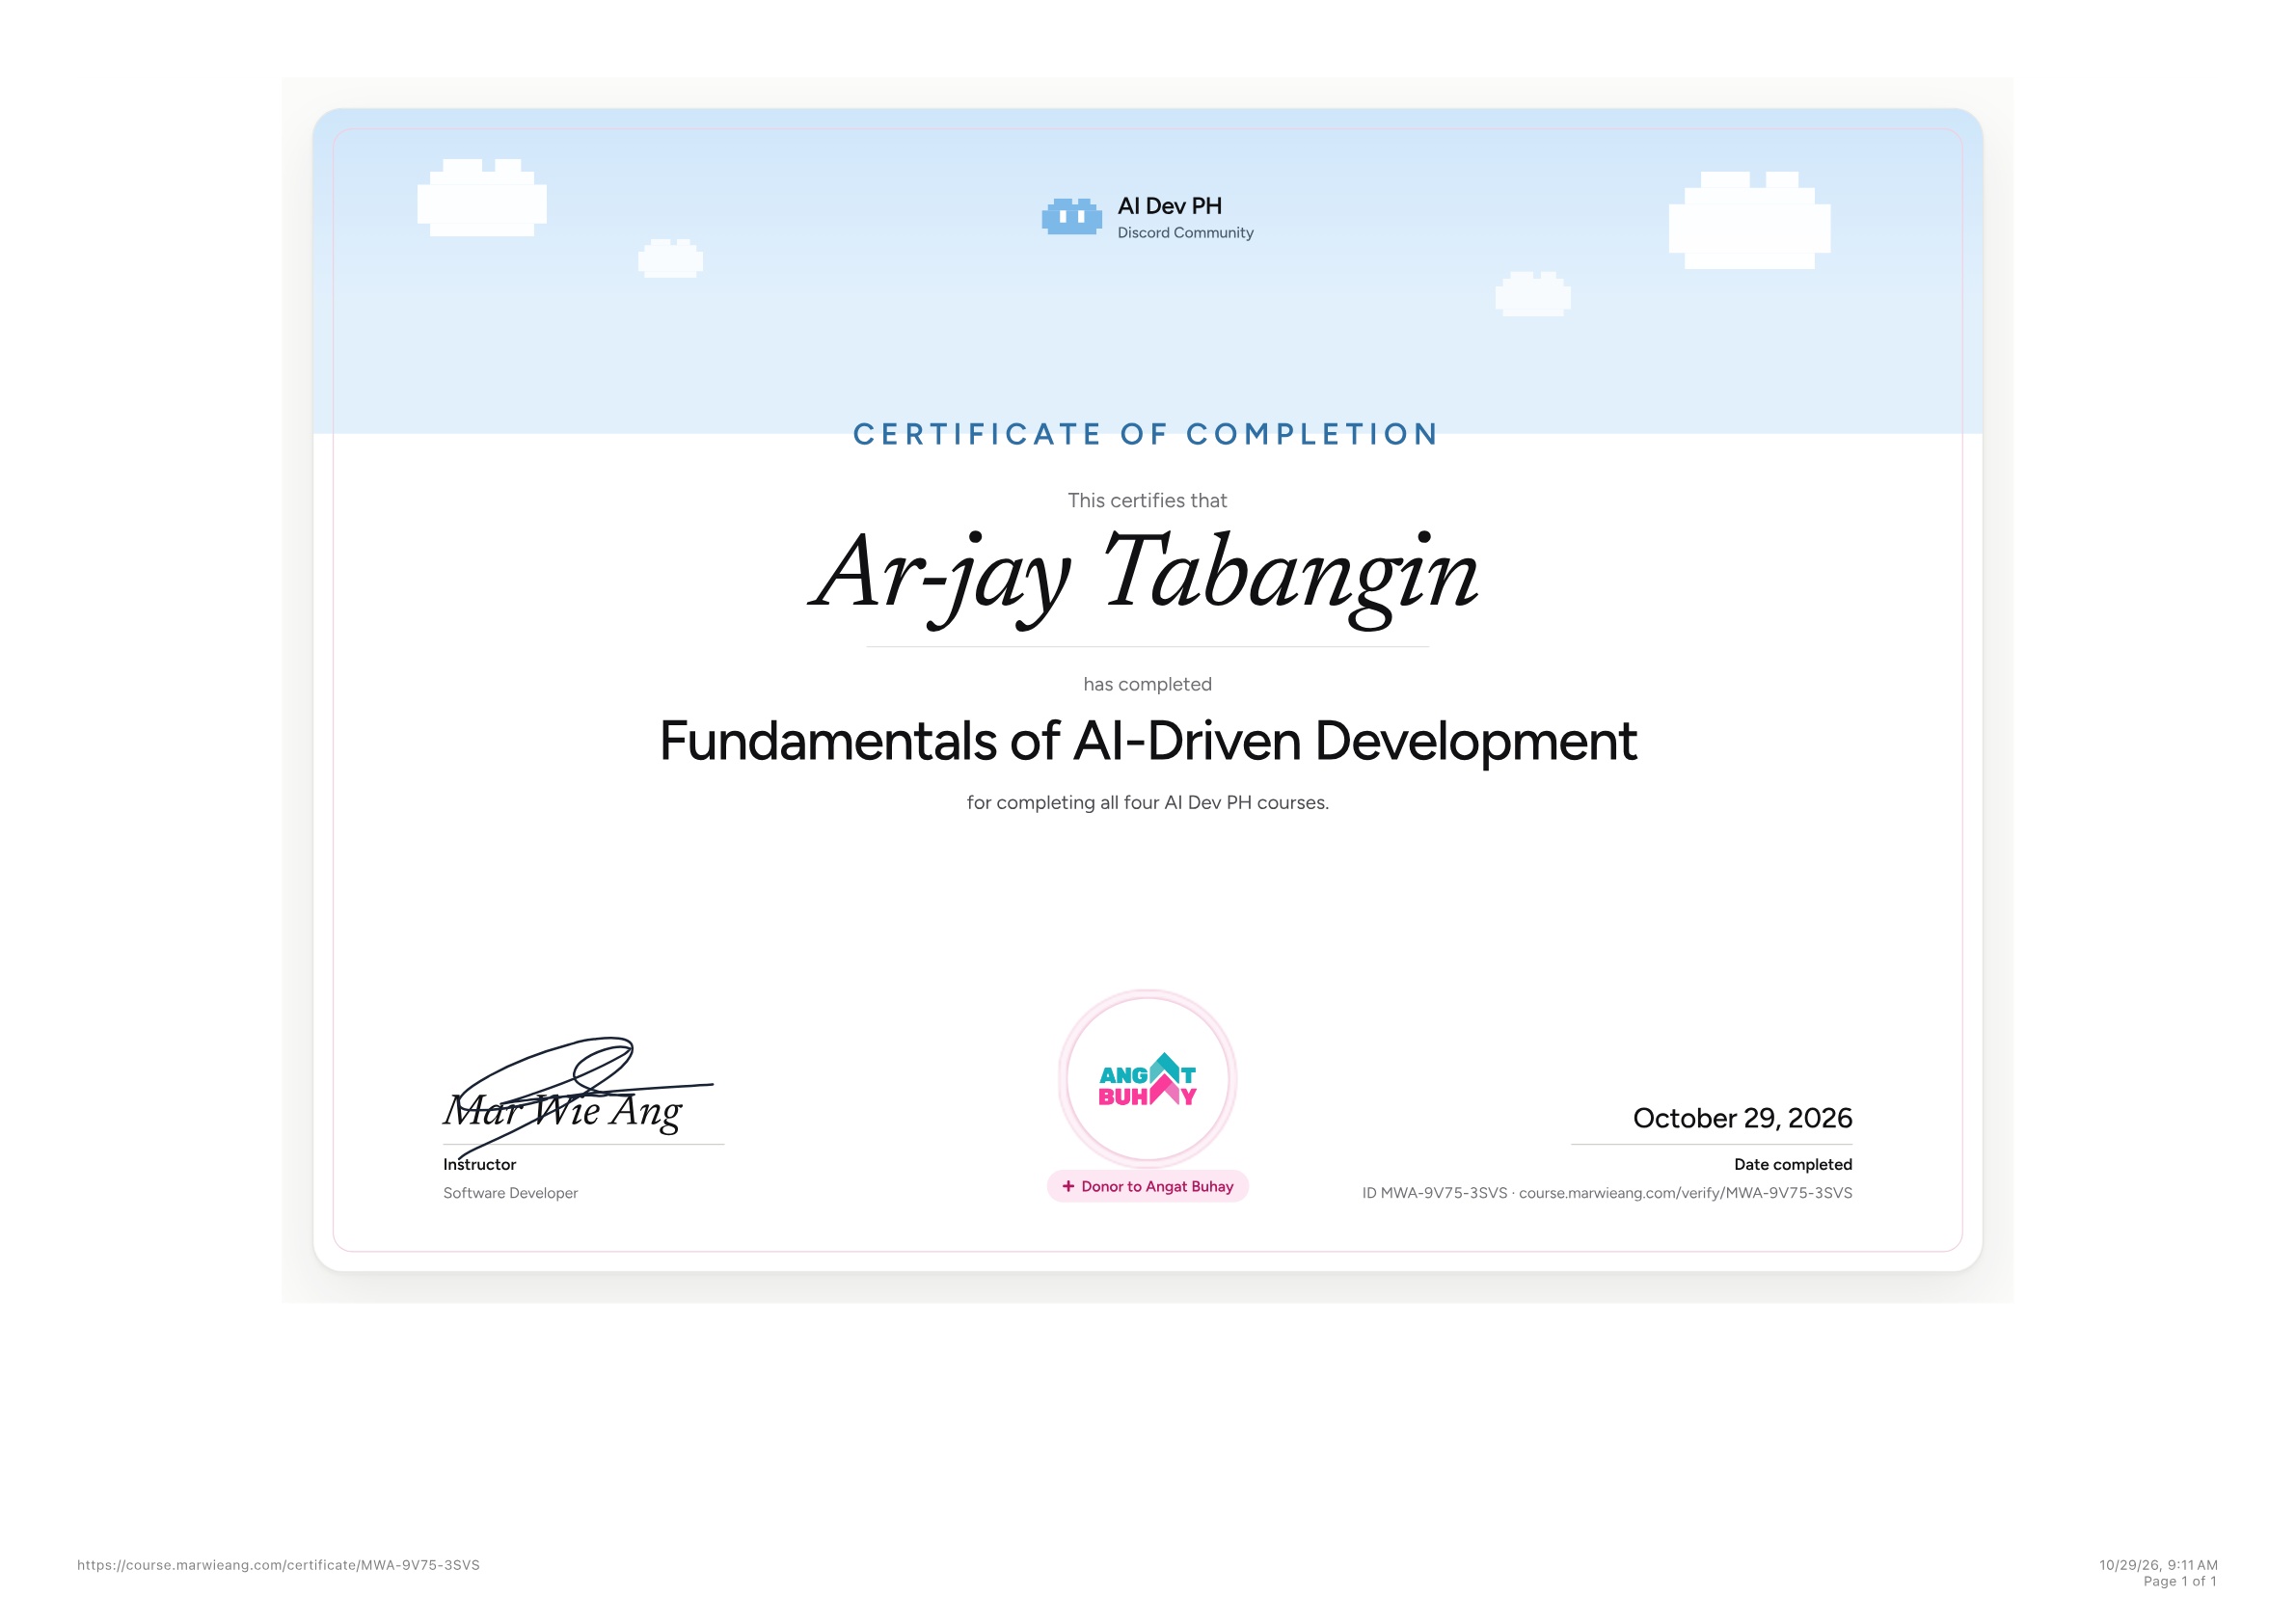 AI Dev PH
Discord Community
CERTIFICATE OF COMPLETION
This certifies that
Ar-jay Tabangin
has completed
Fundamentals of AI-Driven Development
for completing all four AI Dev PH courses.
Mar Wie Ang
Instructor
Software Developer
ANGAT
BUHAY
+ Donor to Angat Buhay
October 29, 2026
Date completed
ID MWA-9V75-3SVS · course.marwieang.com/verify/MWA-9V75-3SVS
https://course.marwieang.com/certificate/MWA-9V75-3SVS
10/29/26, 9:11 AM
Page 1 of 1